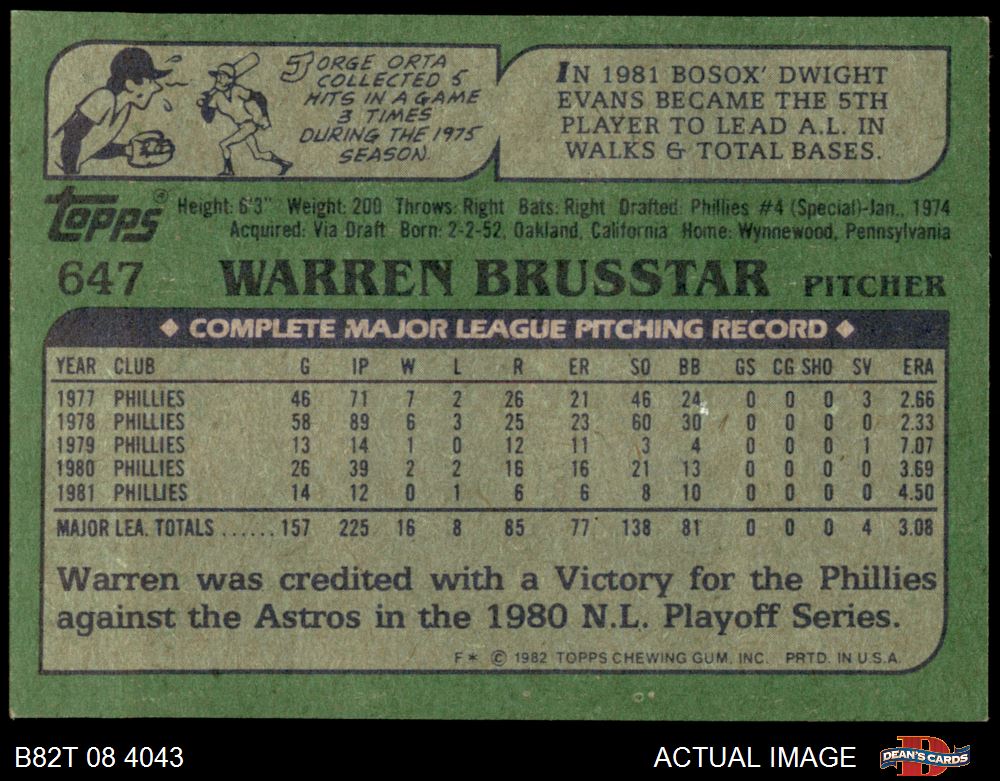 JORGE ORTA
COLLECTED 5
HITS IN A GAME
3 TIMES
DURING THE 1975
SEASON.
IN 1981 BOSOX' DWIGHT
EVANS BECAME THE 5TH
PLAYER TO LEAD A.L. IN
WALKS & TOTAL BASES.
Topps®
Height: 6'3" Weight: 200 Throws: Right Bats: Right Drafted: Phillies #4 (Special)-Jan., 1974
Acquired: Via Draft Born: 2-2-52, Oakland, California Home: Wynnewood, Pennsylvania
647 WARREN BRUSSTAR PITCHER
◆ COMPLETE MAJOR LEAGUE PITCHING RECORD ◆
YEAR CLUB G IP W L R ER SO BB GS CG SHO SV ERA
1977 PHILLIES 46 71 7 2 26 21 46 24 0 0 0 3 2.66
1978 PHILLIES 58 89 6 3 25 23 60 30 0 0 0 0 2.33
1979 PHILLIES 13 14 1 0 12 11 3 4 0 0 0 1 7.07
1980 PHILLIES 26 39 2 2 16 16 21 13 0 0 0 0 3.69
1981 PHILLIES 14 12 0 1 6 6 8 10 0 0 0 0 4.50
MAJOR LEA. TOTALS ...... 157 225 16 8 85 77 138 81 0 0 0 4 3.08
Warren was credited with a Victory for the Phillies
against the Astros in the 1980 N.L. Playoff Series.
F* © 1982 TOPPS CHEWING GUM, INC. PRTD. IN U.S.A.
B82T 08 4043 ACTUAL IMAGE DEAN'S CARDS